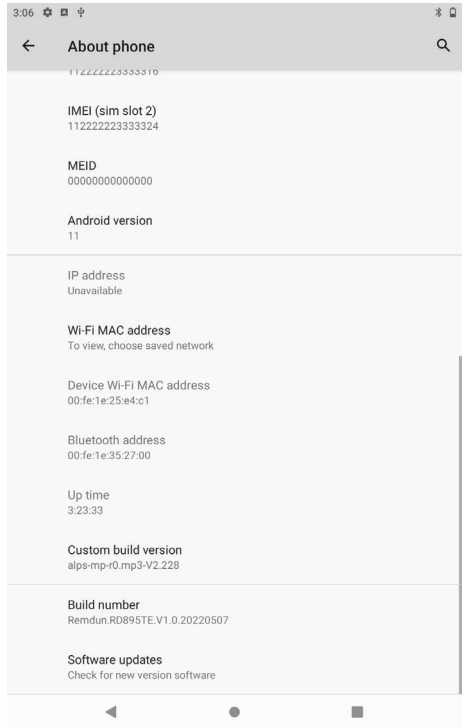 3:06
About phone
112222223333316
IMEI (sim slot 2)
112222223333324
MEID
00000000000000
Android version
11
IP address
Unavailable
Wi-Fi MAC address
To view, choose saved network
Device Wi-Fi MAC address
00:fe:1e:25:e4:c1
Bluetooth address
00:fe:1e:35:27:00
Up time
3:23:33
Custom build version
alps-mp-r0.mp3-V2.228
Build number
Remdun.RD895TE.V1.0.20220507
Software updates
Check for new version software